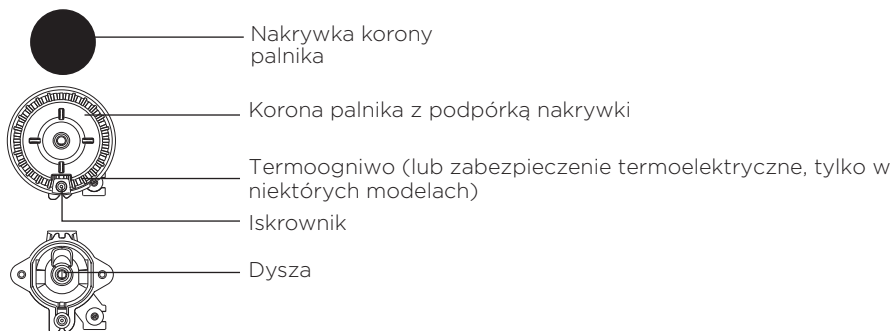 Nakrywka korony
palnika
Korona palnika z podpórką nakrywki
Termoogniwo (lub zabezpieczenie termoelektryczne, tylko w
niektórych modelach)
Iskrownik
Dysza